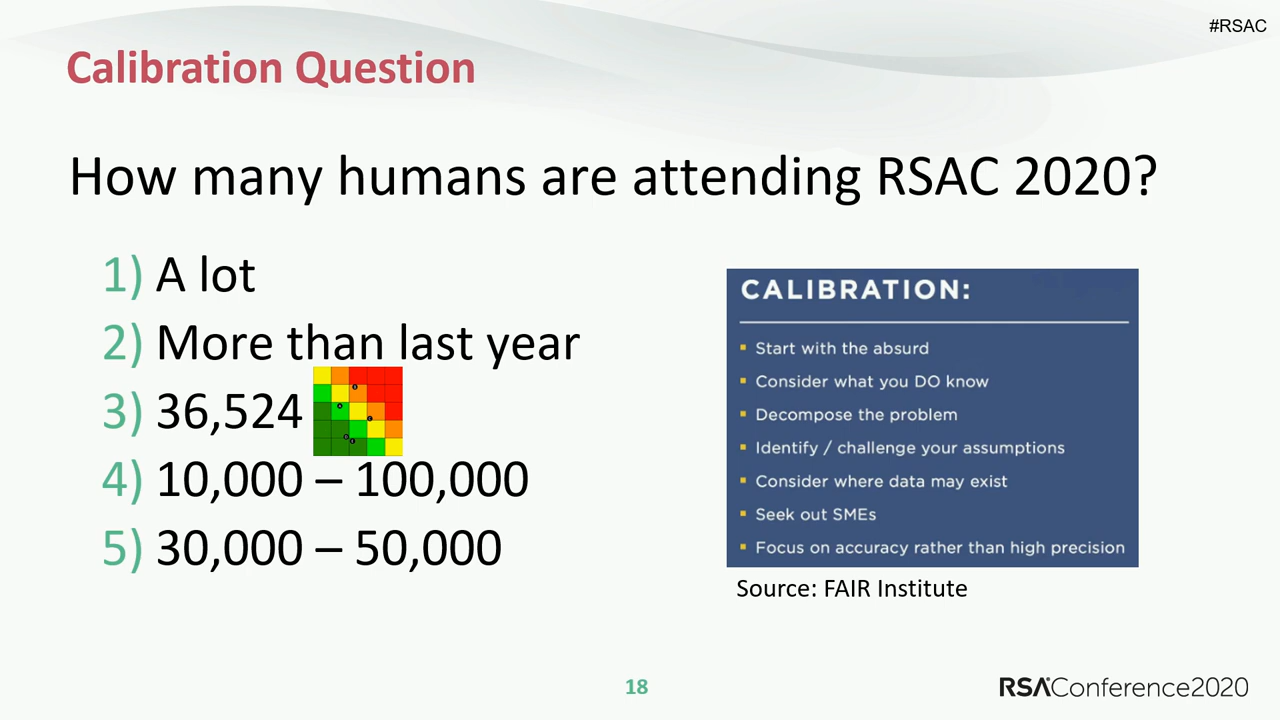 #RSAC
Calibration Question
How many humans are attending RSAC 2020?
1) A lot
2) More than last year
3) 36,524
4) 10,000 – 100,000
5) 30,000 – 50,000
CALIBRATION:
▪ Start with the absurd
▪ Consider what you DO know
▪ Decompose the problem
▪ Identify / challenge your assumptions
▪ Consider where data may exist
▪ Seek out SMEs
▪ Focus on accuracy rather than high precision
Source: FAIR Institute
18
RSAConference2020